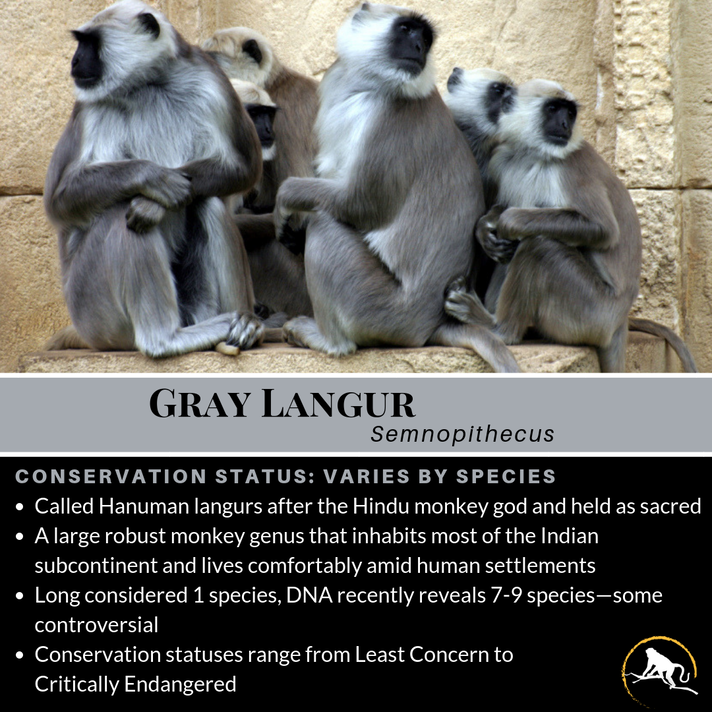 Gray Langur
Semnopithecus
CONSERVATION STATUS: VARIES BY SPECIES
• Called Hanuman langurs after the Hindu monkey god and held as sacred
• A large robust monkey genus that inhabits most of the Indian
subcontinent and lives comfortably amid human settlements
• Long considered 1 species, DNA recently reveals 7-9 species—some
controversial
• Conservation statuses range from Least Concern to
Critically Endangered